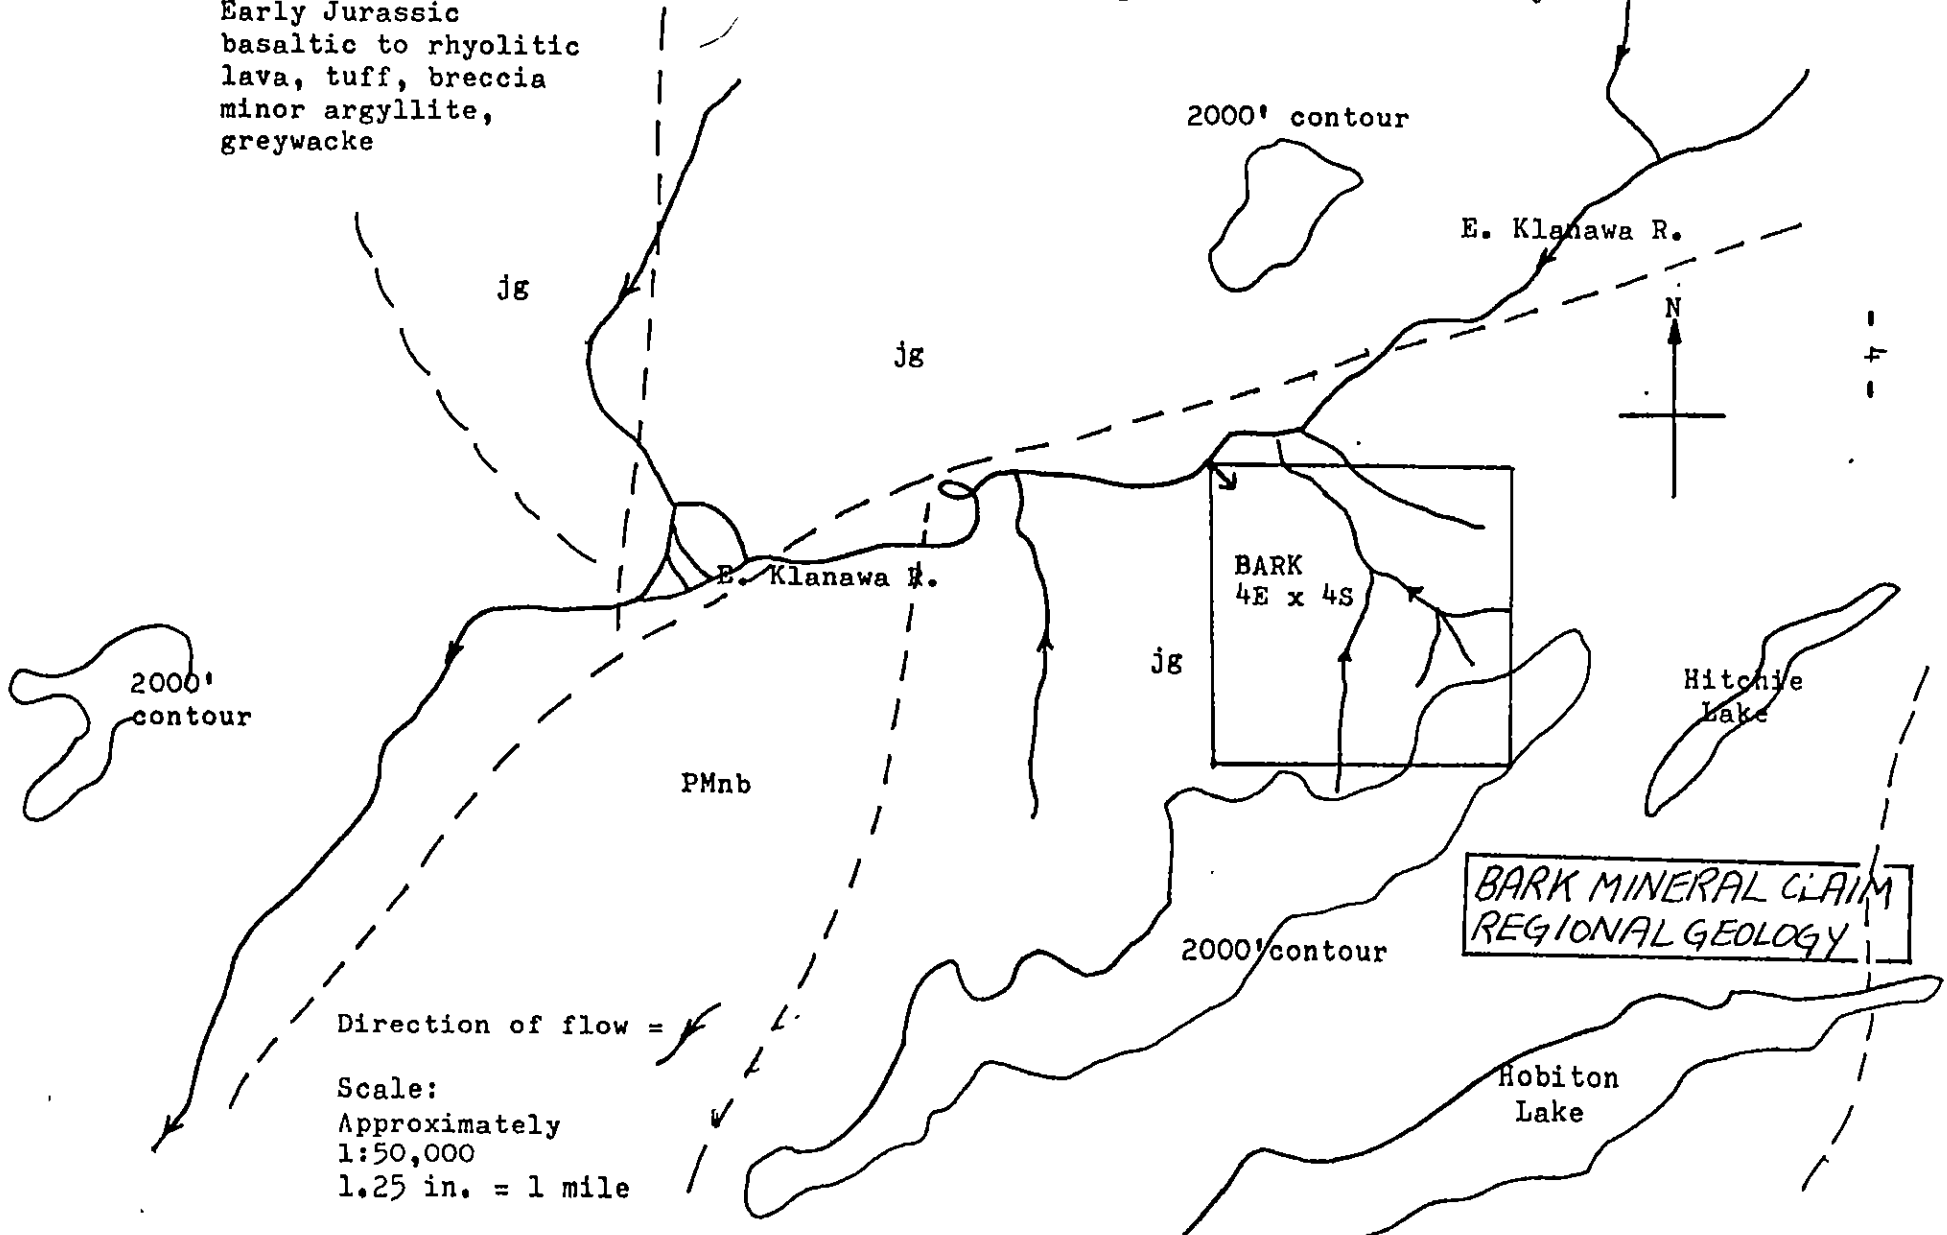 Early Jurassic
basaltic to rhyolitic
lava, tuff, breccia
minor argyllite,
greywacke
2000' contour
E. Klanawa R.
jg
N
jg
- 4 -
BARK
4E x 4S
E. Klanawa R.
jg
2000'
contour
Hitchie
Lake
PMnb
BARK MINERAL CLAIM
REGIONAL GEOLOGY
2000' contour
Direction of flow =
Scale:
Approximately
1:50,000
1.25 in. = 1 mile
Hobiton
Lake